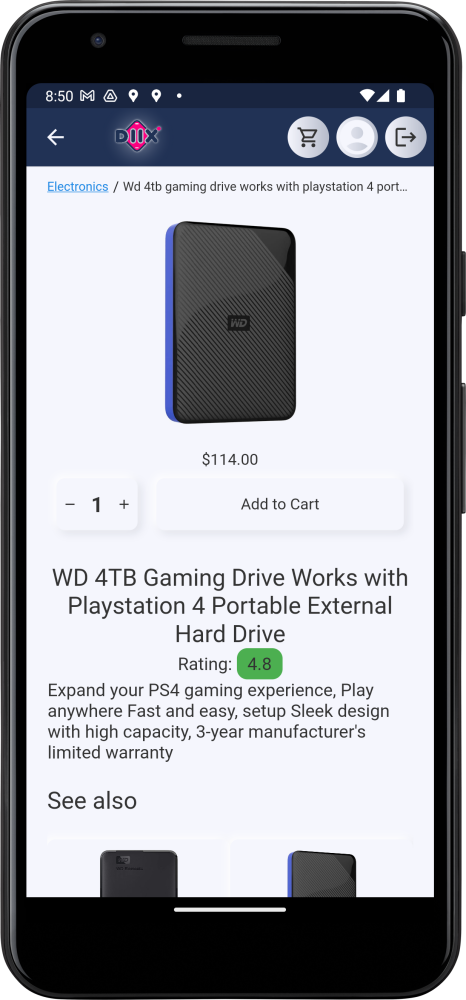 8:50
DIIX
Electronics / Wd 4tb gaming drive works with playstation 4 port...
WD
$114.00
− 1 +
Add to Cart
WD 4TB Gaming Drive Works with
Playstation 4 Portable External
Hard Drive
Rating: 4.8
Expand your PS4 gaming experience, Play
anywhere Fast and easy, setup Sleek design
with high capacity, 3-year manufacturer's
limited warranty
See also